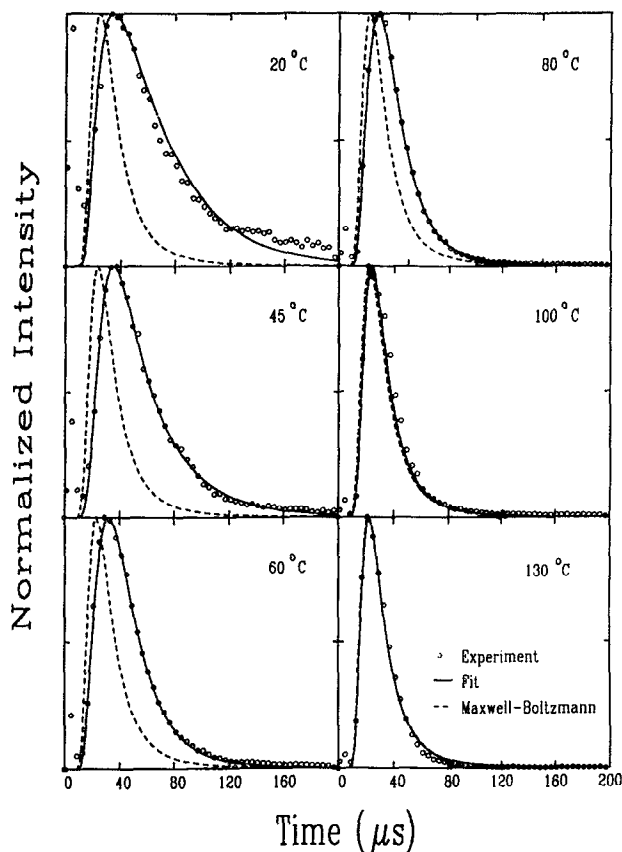 Normalized Intensity
20 °C
80 °C
45 °C
100 °C
60 °C
130 °C
Experiment
Fit
Maxwell-Boltzmann
0 40 80 120 160 0 40 80 120 160 200
Time (μs)